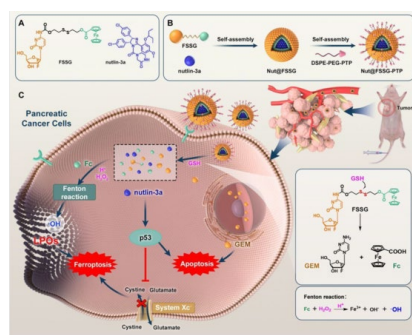 A
FSSG
nutlin-3a
B
FSSG
nutlin-3a
Self-assembly
Nut@FSSG
Self-assembly
DSPE-PEG-PTP
Nut@FSSG-PTP
C
Pancreatic
Cancer Cells
Tumor
Fc
H⁺
H₂O₂
GSH
Fenton
reaction
nutlin-3a
·OH
LPOs
p53
GEM
Ferroptosis
Apoptosis
Cystine Glutamate
System Xc
Cystine Glutamate
GSH
FSSG
GEM
Fc
Fenton reaction:
Fc + H₂O₂ H⁺ Fe³⁺ + OH⁻ + ·OH